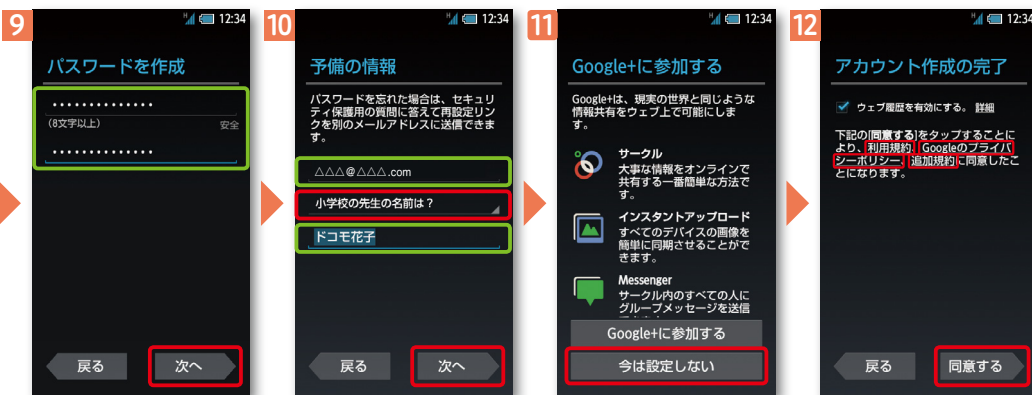 9
12:34
パスワードを作成
••••••••••••••
(8文字以上)
安全
••••••••••••••
戻る
次へ
10
12:34
予備の情報
パスワードを忘れた場合は、セキュリ
ティ保護用の質問に答えて再設定リン
クを別のメールアドレスに送信できま
す。
△△△@△△△.com
小学校の先生の名前は？
ドコモ花子
戻る
次へ
11
12:34
Google+に参加する
Google+は、現実の世界と同じような
情報共有をウェブ上で可能にしま
す。
サークル
大事な情報をオンラインで
共有する一番簡単な方法で
す。
インスタントアップロード
すべてのデバイスの画像を
簡単に同期させることがで
きます。
Messenger
サークル内のすべての人に
グループメッセージを送信
Google+に参加する
今は設定しない
12
12:34
アカウント作成の完了
ウェブ履歴を有効にする。 詳細
下記の[同意する]をタップすることに
より、利用規約、Googleのプライバ
シーポリシー、追加規約に同意したこ
とになります。
戻る
同意する